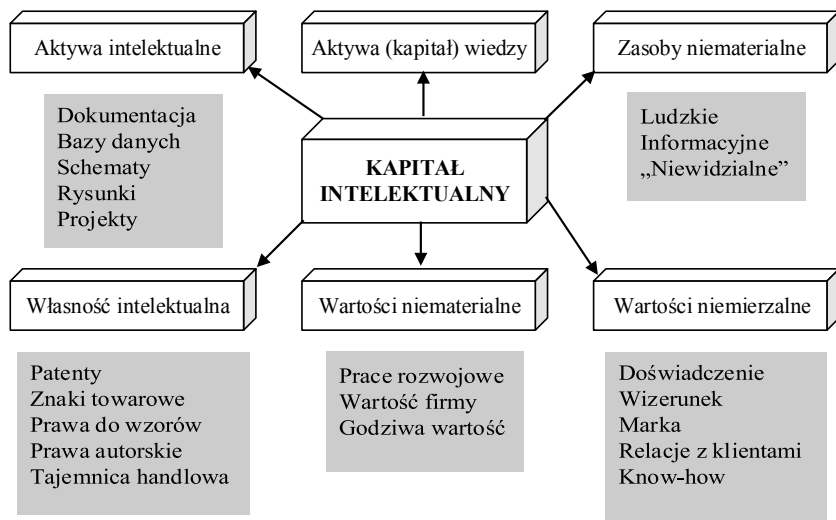 Aktywa intelektualne
Aktywa (kapitał) wiedzy
Zasoby niematerialne
Dokumentacja
Bazy danych
Schematy
Rysunki
Projekty
KAPITAŁ
INTELEKTUALNY
Ludzkie
Informacyjne
„Niewidzialne”
Własność intelektualna
Wartości niematerialne
Wartości niemierzalne
Patenty
Znaki towarowe
Prawa do wzorów
Prawa autorskie
Tajemnica handlowa
Prace rozwojowe
Wartość firmy
Godziwa wartość
Doświadczenie
Wizerunek
Marka
Relacje z klientami
Know-how